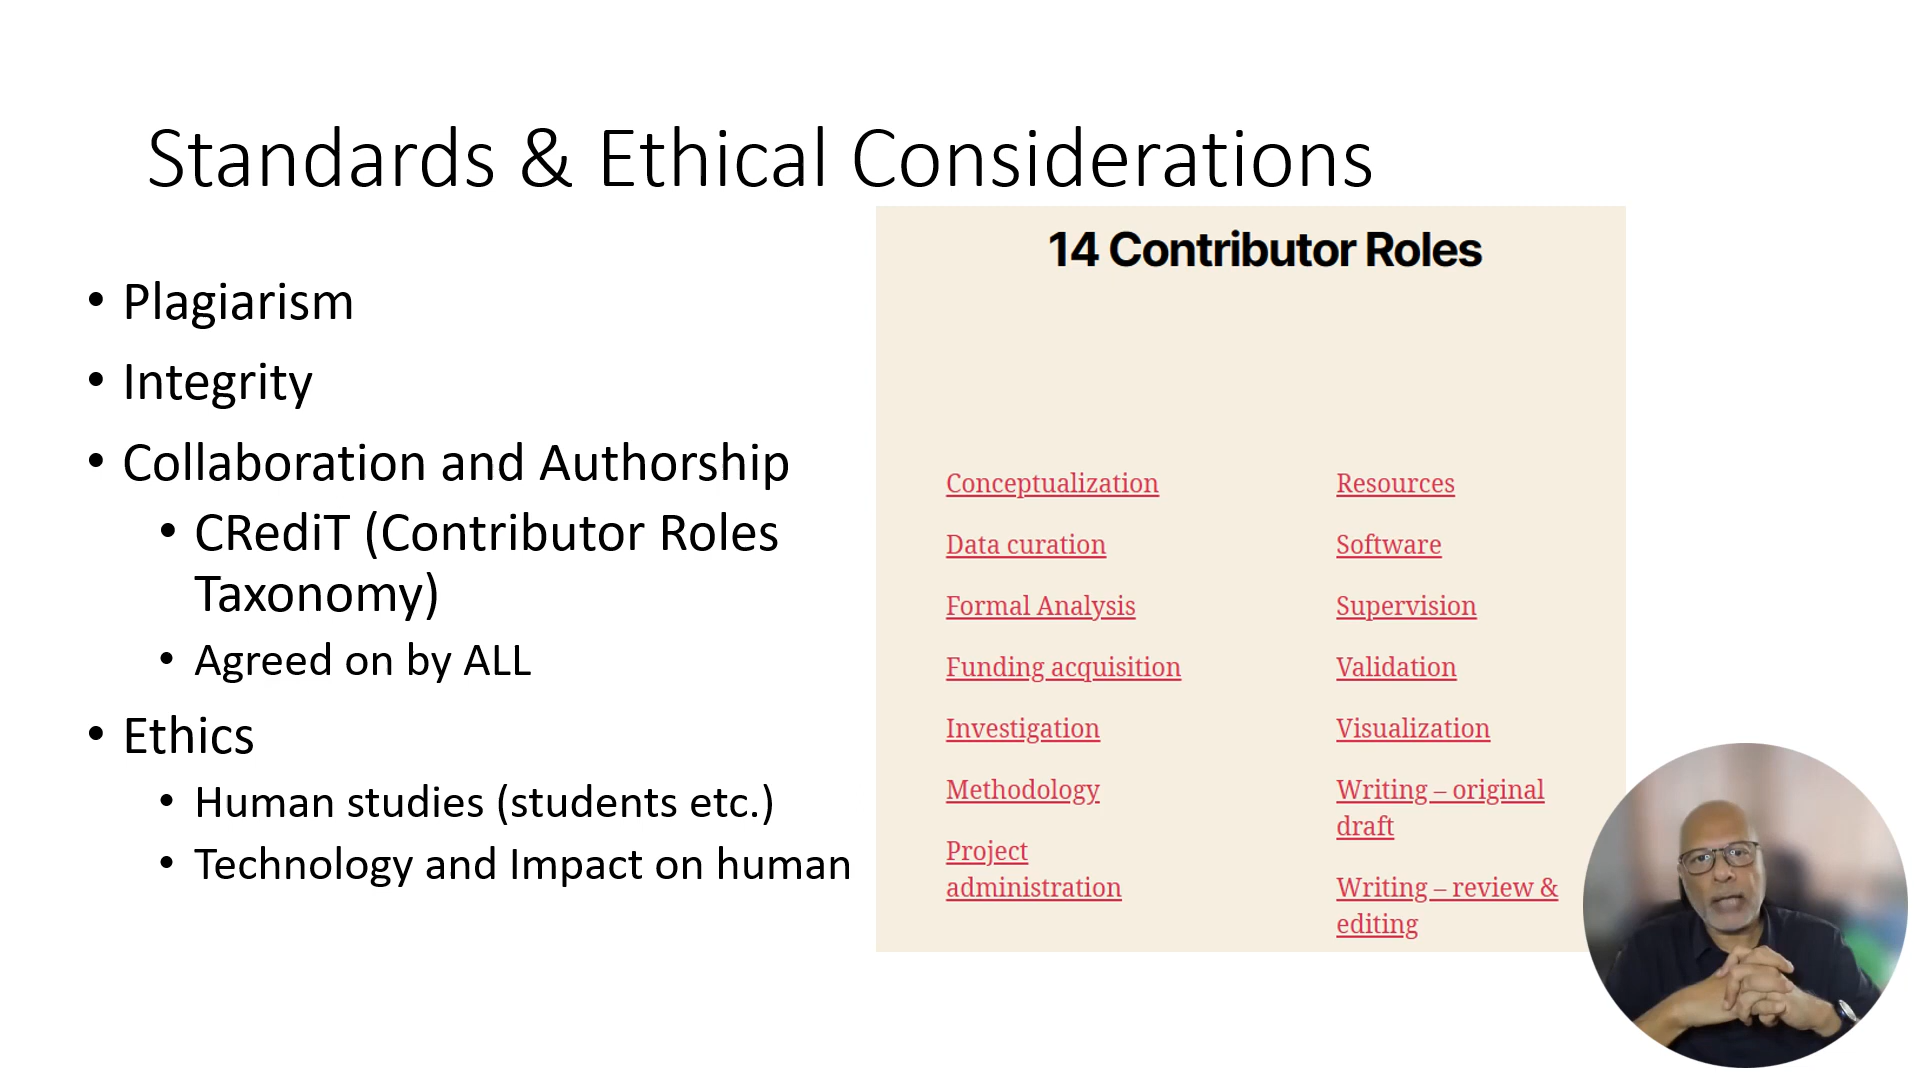 Standards & Ethical Considerations
• Plagiarism
• Integrity
• Collaboration and Authorship
• CRediT (Contributor Roles
Taxonomy)
• Agreed on by ALL
• Ethics
• Human studies (students etc.)
• Technology and Impact on human
14 Contributor Roles
Conceptualization
Data curation
Formal Analysis
Funding acquisition
Investigation
Methodology
Project
administration
Resources
Software
Supervision
Validation
Visualization
Writing – original
draft
Writing – review &
editing